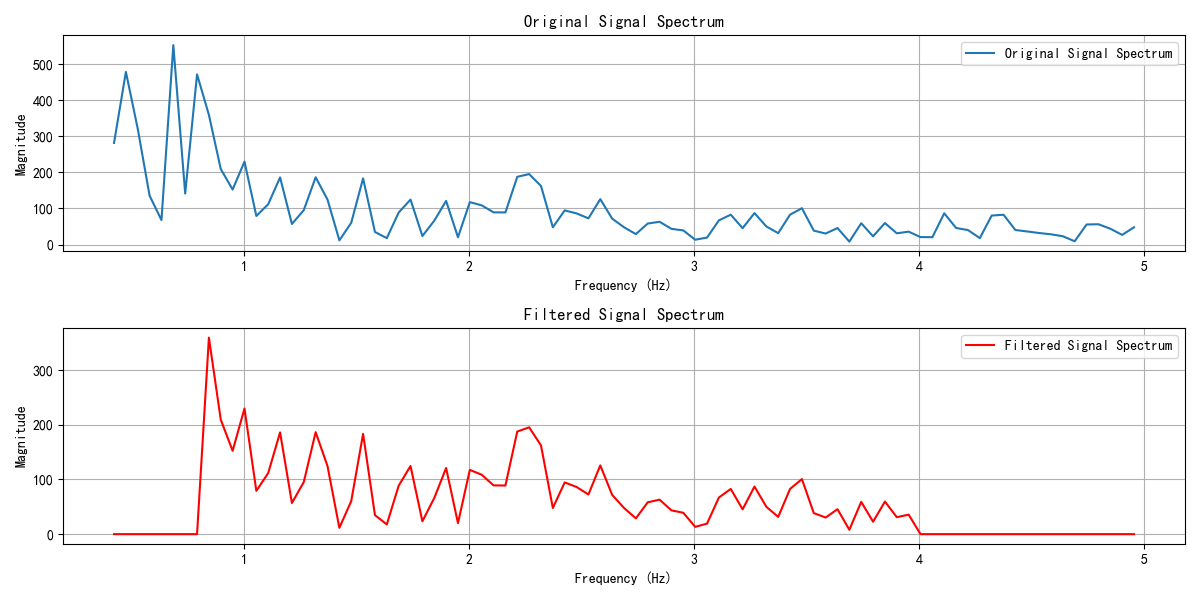 Original Signal Spectrum
Original Signal Spectrum
500
400
300
200
100
0
Magnitude
1 2 3 4 5
Frequency (Hz)
Filtered Signal Spectrum
Filtered Signal Spectrum
300
200
100
0
Magnitude
1 2 3 4 5
Frequency (Hz)